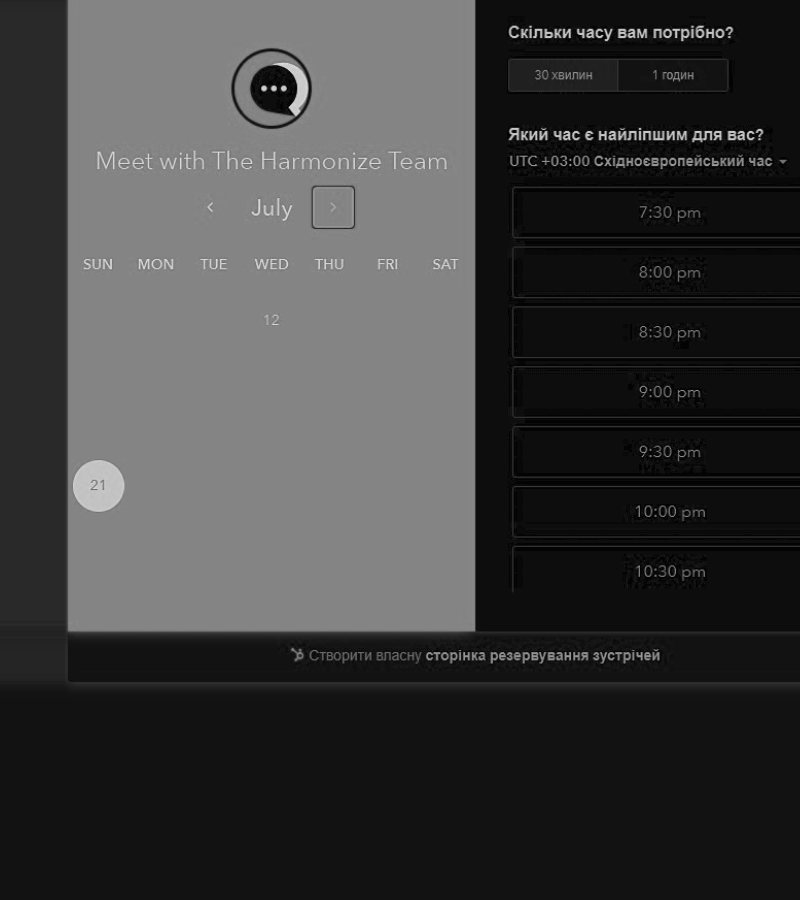 Meet with The Harmonize Team
July
SUN MON TUE WED THU FRI SAT
12
21
Скільки часу вам потрібно?
30 хвилин 1 годин
Який час є найліпшим для вас?
UTC +03:00 Східноєвропейський час
7:30 pm
8:00 pm
8:30 pm
9:00 pm
9:30 pm
10:00 pm
10:30 pm
Створити власну сторінка резервування зустрічей